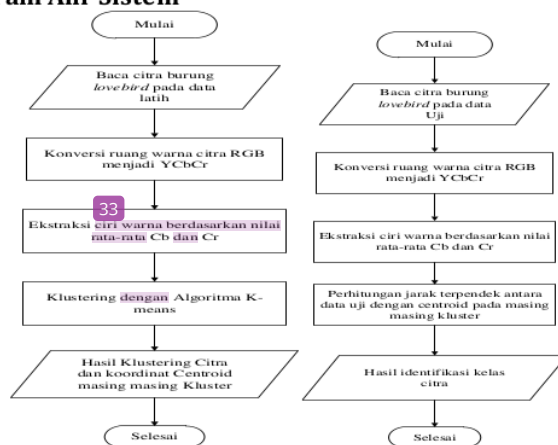 Mulai
Baca citra burung
lovebird pada data
latih
Konversi ruang warna citra RGB
menjadi YCbCr
33
Ekstraksi ciri warna berdasarkan nilai
rata-rata Cb dan Cr
Klustering dengan Algoritma K-
means
Hasil Klustering Citra
dan koordinat Centroid
masing masing Kluster
Selesai
Mulai
Baca citra burung
lovebird pada data
Uji
Konversi ruang warna citra RGB
menjadi YCbCr
Ekstraksi ciri warna berdasarkan nilai
rata-rata Cb dan Cr
Perhitungan jarak terpendek antara
data uji dengan centroid pada masing
masing kluster
Hasil identifikasi kelas
citra
Selesai